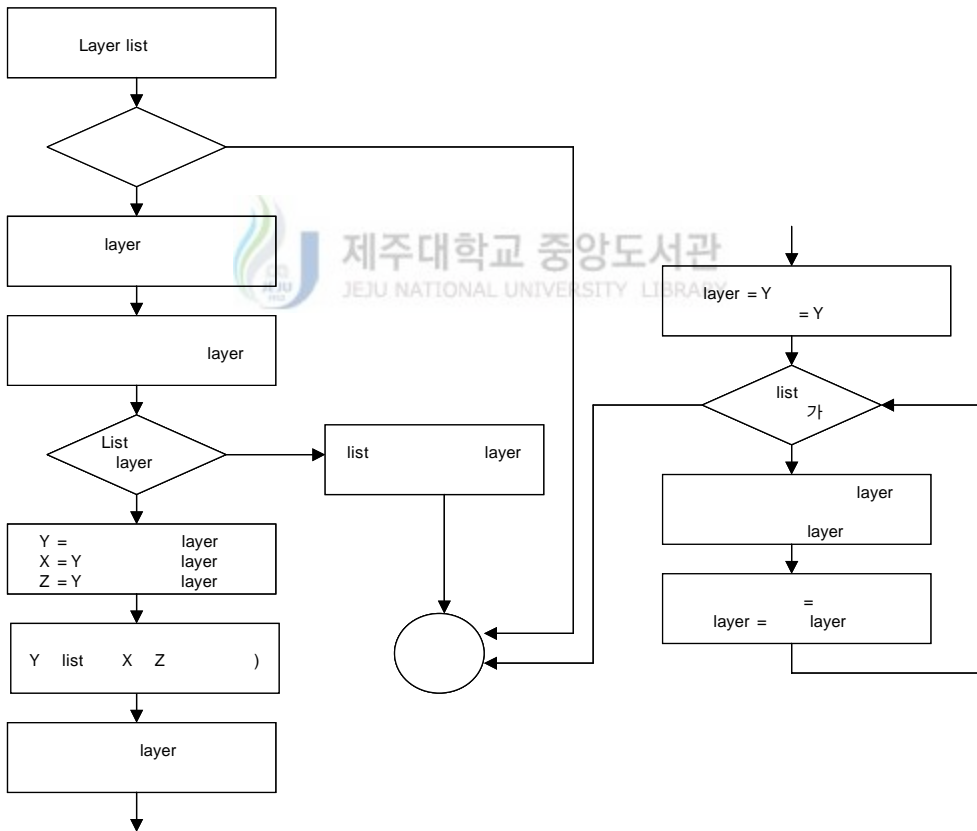 Layer list
layer
layer
List
layer
list layer
Y = layer
X = Y layer
Z = Y layer
Y list X Z )
layer
제주대학교 중앙도서관
JEJU NATIONAL UNIVERSITY LIBRARY
layer = Y
= Y
list
가
layer
layer
=
layer = layer